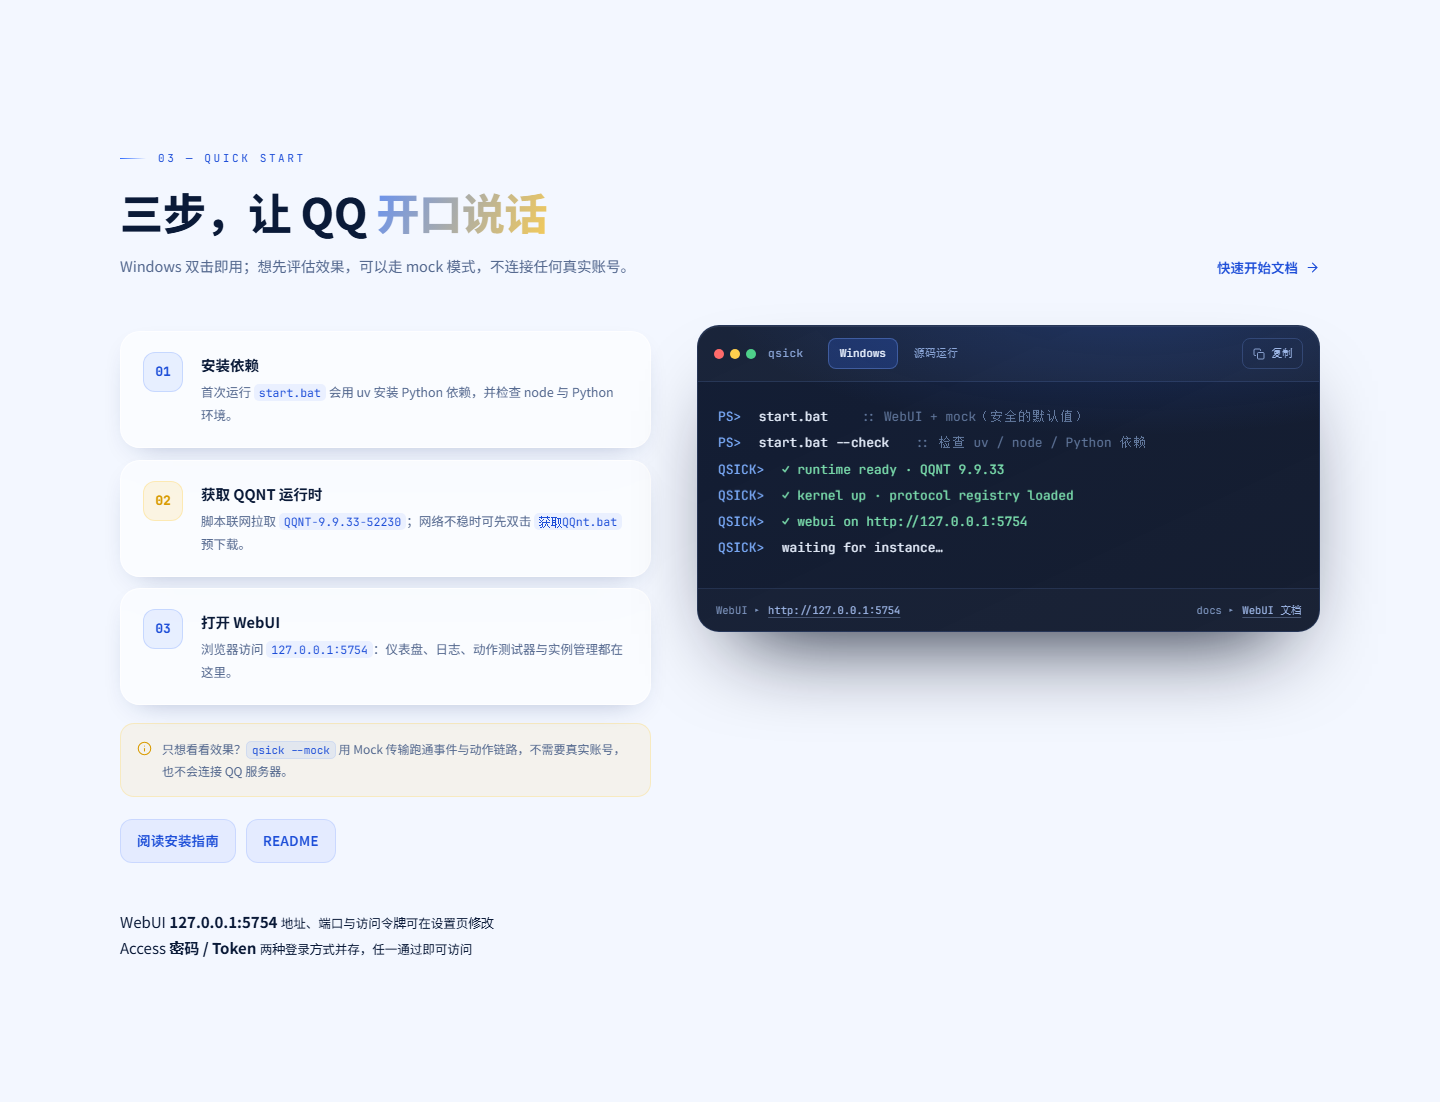 03 — QUICK START
三步，让 QQ 开口说话
Windows 双击即用；想先评估效果，可以走 mock 模式，不连接任何真实账号。
快速开始文档 →
01
安装依赖
首次运行 start.bat 会用 uv 安装 Python 依赖，并检查 node 与 Python
环境。
02
获取 QQNT 运行时
脚本联网拉取 QQNT-9.9.33-52230；网络不稳时可先双击 获取QQnt.bat
预下载。
03
打开 WebUI
浏览器访问 127.0.0.1:5754：仪表盘、日志、动作测试器与实例管理都在
这里。
只想看看效果？qsick --mock 用 Mock 传输跑通事件与动作链路，不需要真实账号，
也不会连接 QQ 服务器。
阅读安装指南
README
qsick
Windows
源码运行
复制
PS> start.bat :: WebUI + mock（安全的默认值）
PS> start.bat --check :: 检查 uv / node / Python 依赖
QSICK> ✓ runtime ready · QQNT 9.9.33
QSICK> ✓ kernel up · protocol registry loaded
QSICK> ✓ webui on http://127.0.0.1:5754
QSICK> waiting for instance…
WebUI ▸ http://127.0.0.1:5754
docs ▸ WebUI 文档
WebUI 127.0.0.1:5754 地址、端口与访问令牌可在设置页修改
Access 密码 / Token 两种登录方式并存，任一通过即可访问